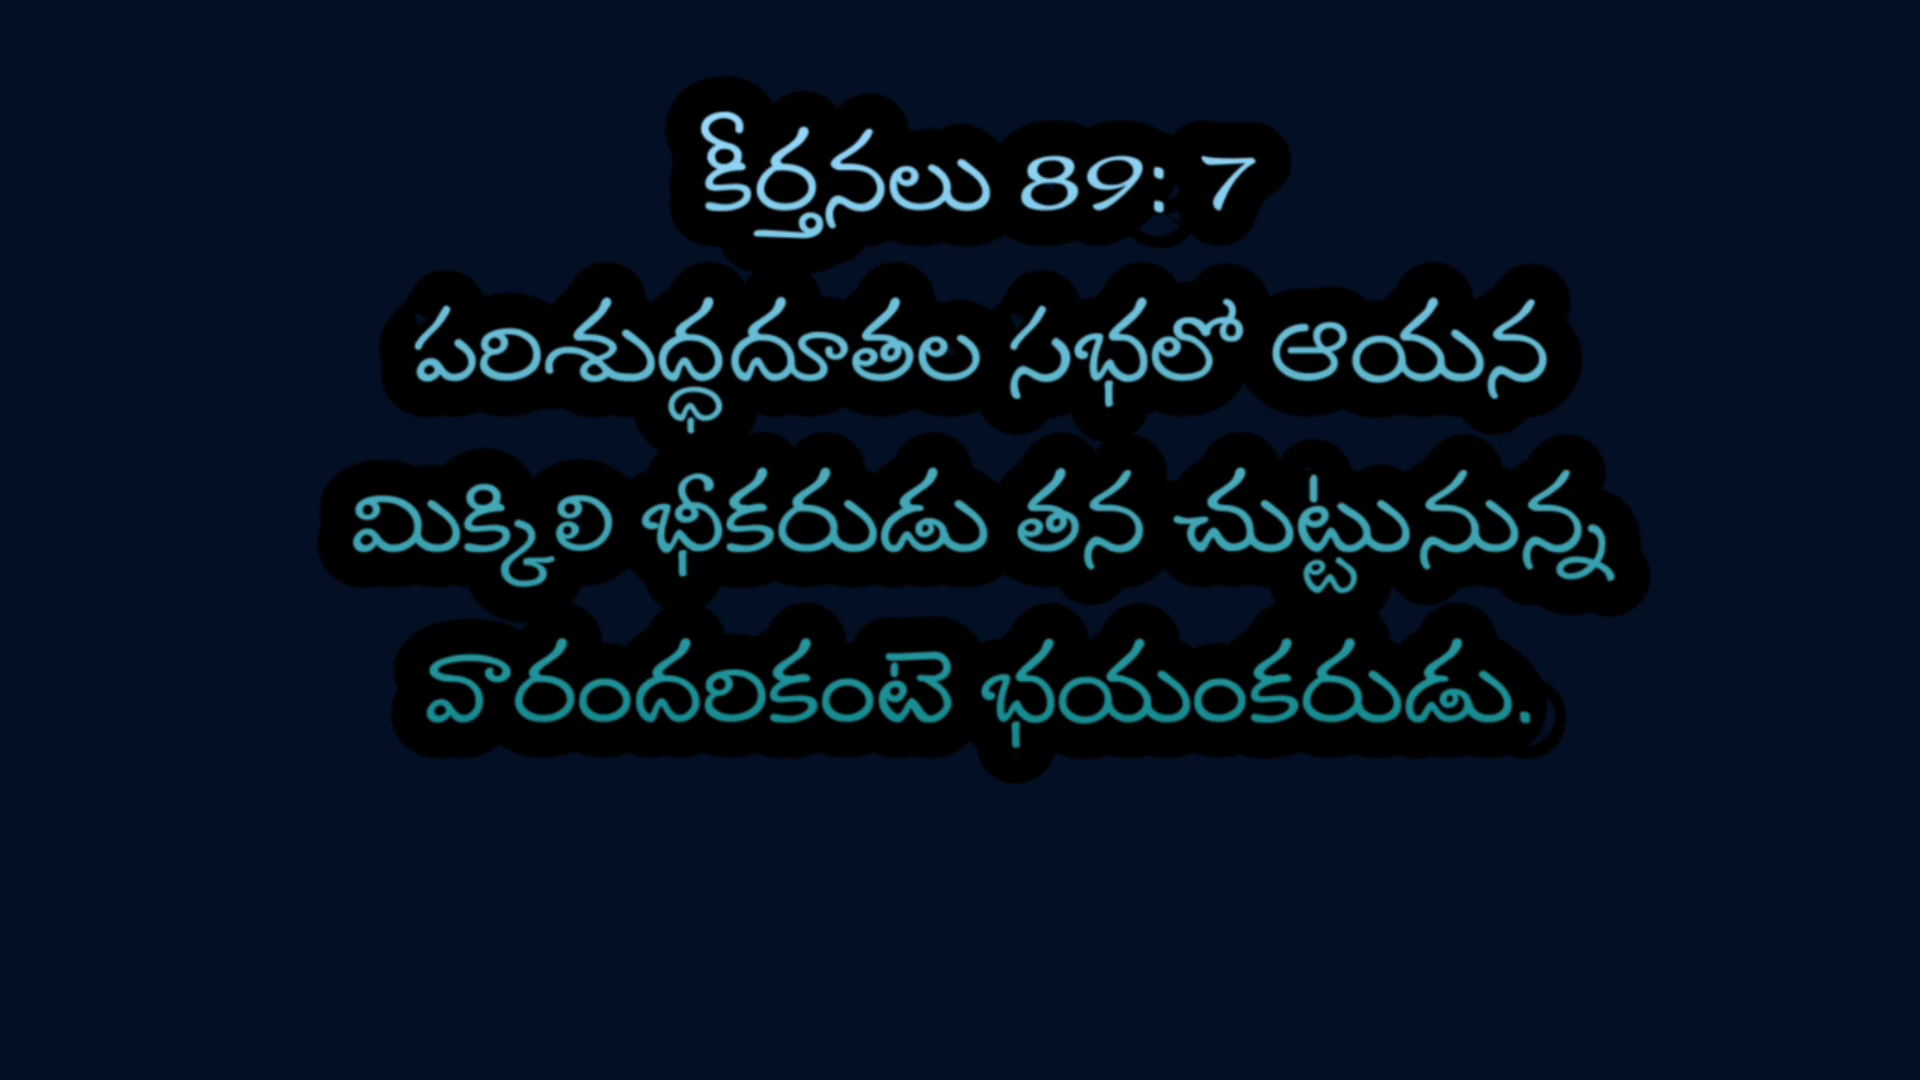 కీర్తనలు 89: 7
పరిశుద్ధదూతల సభలో ఆయన
మిక్కిలి భీకరుడు తన చుట్టునున్న
వారందరికంటె భయంకరుడు.